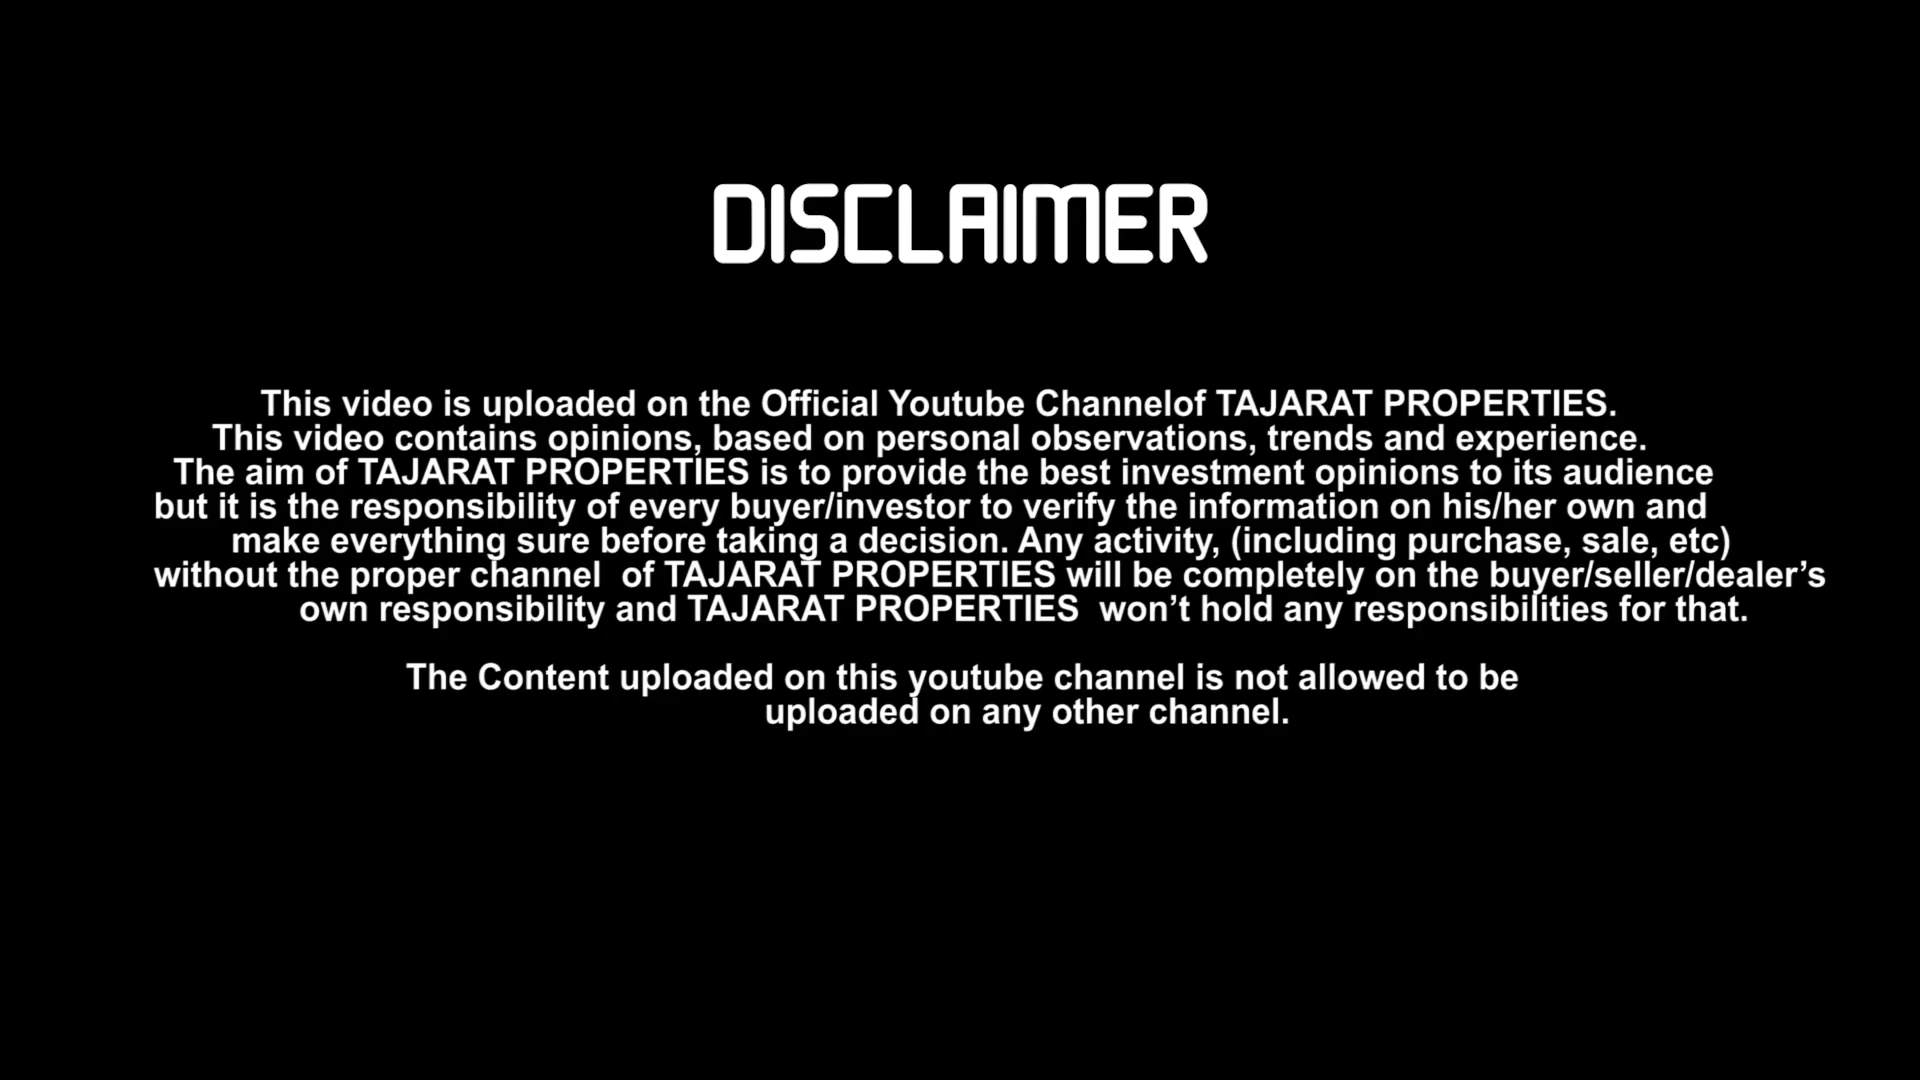 DISCLAIMER
This video is uploaded on the Official Youtube Channelof TAJARAT PROPERTIES.
This video contains opinions, based on personal observations, trends and experience.
The aim of TAJARAT PROPERTIES is to provide the best investment opinions to its audience
but it is the responsibility of every buyer/investor to verify the information on his/her own and
make everything sure before taking a decision. Any activity, (including purchase, sale, etc)
without the proper channel  of TAJARAT PROPERTIES will be completely on the buyer/seller/dealer’s
own responsibility and TAJARAT PROPERTIES  won’t hold any responsibilities for that.
The Content uploaded on this youtube channel is not allowed to be
uploaded on any other channel.